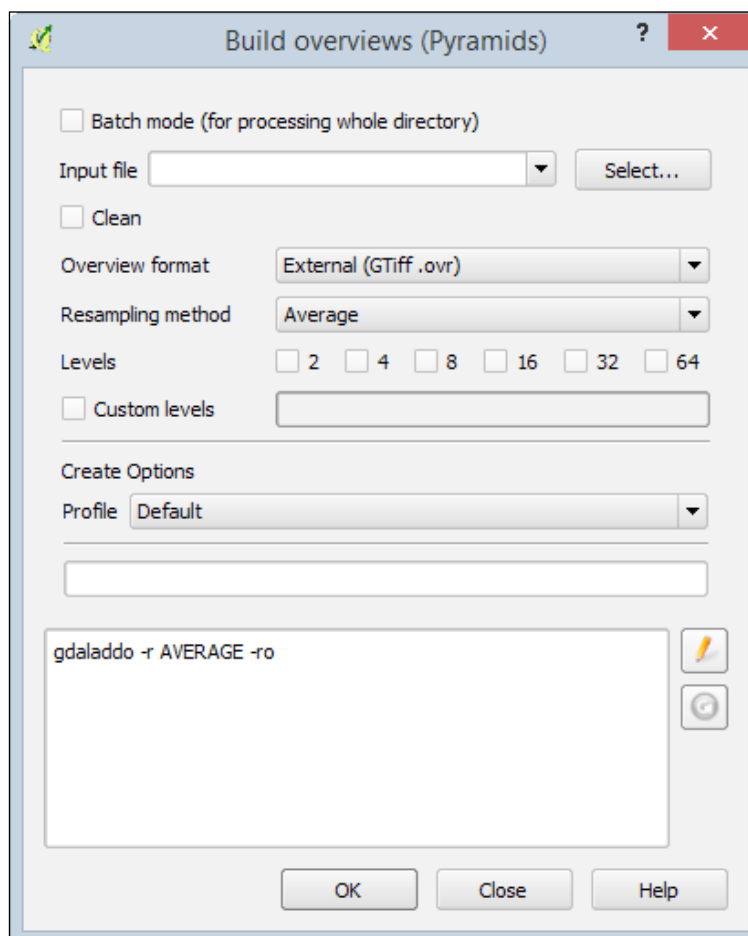 Build overviews (Pyramids) ? ×
Batch mode (for processing whole directory)
Input file Select...
Clean
Overview format External (GTiff .ovr)
Resampling method Average
Levels 2 4 8 16 32 64
Custom levels
Create Options
Profile Default
gdaladdo -r AVERAGE -ro
OK Close Help